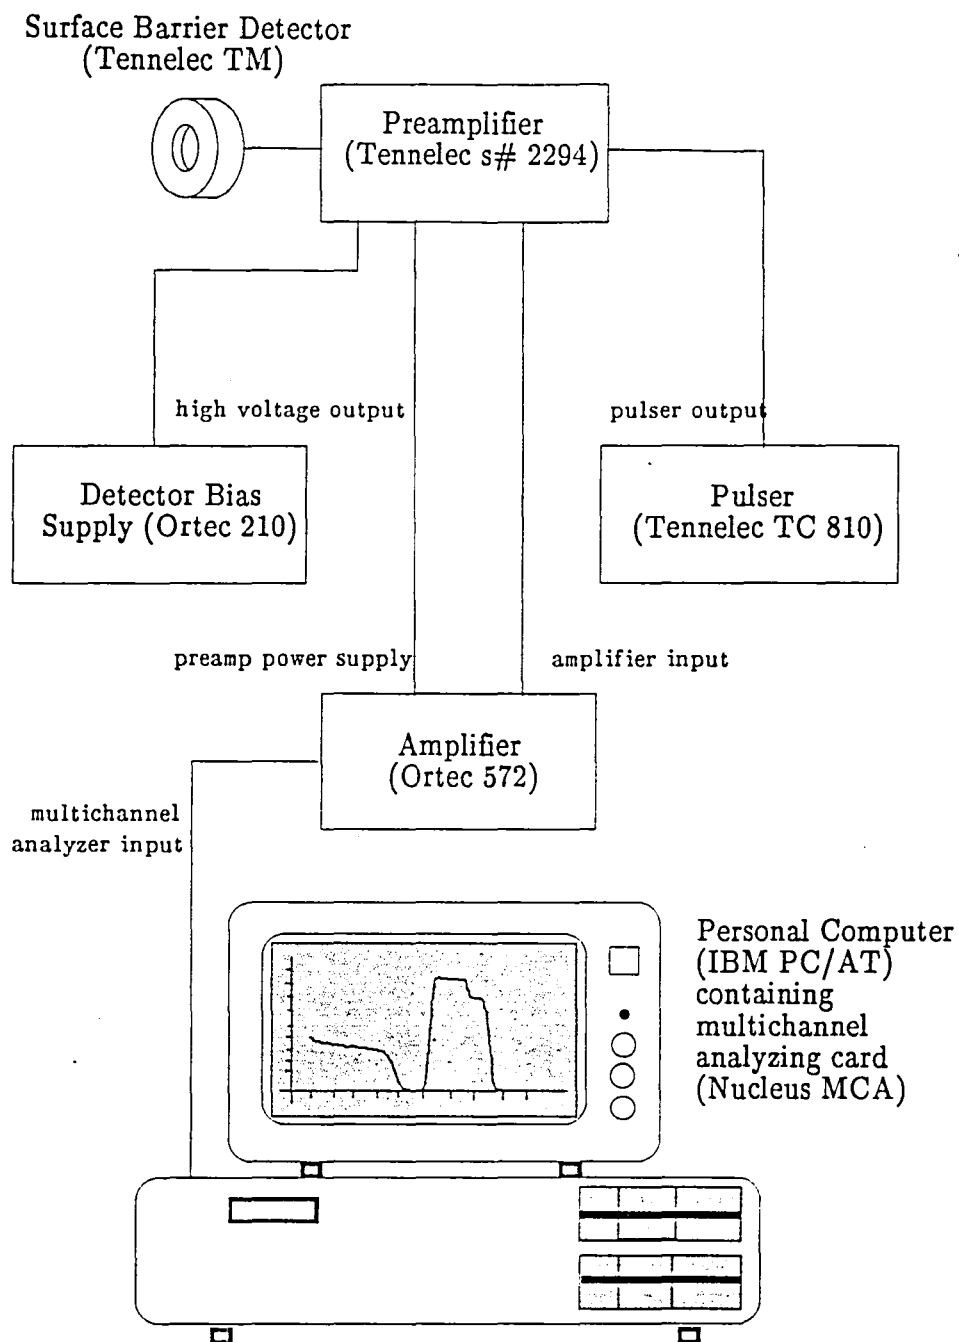 Surface Barrier Detector
(Tennelec TM)
Preamplifier
(Tennelec s# 2294)
high voltage output
pulser output
Detector Bias
Supply (Ortec 210)
Pulser
(Tennelec TC 810)
preamp power supply
amplifier input
Amplifier
(Ortec 572)
multichannel
analyzer input
Personal Computer
(IBM PC/AT)
containing
multichannel
analyzing card
(Nucleus MCA)